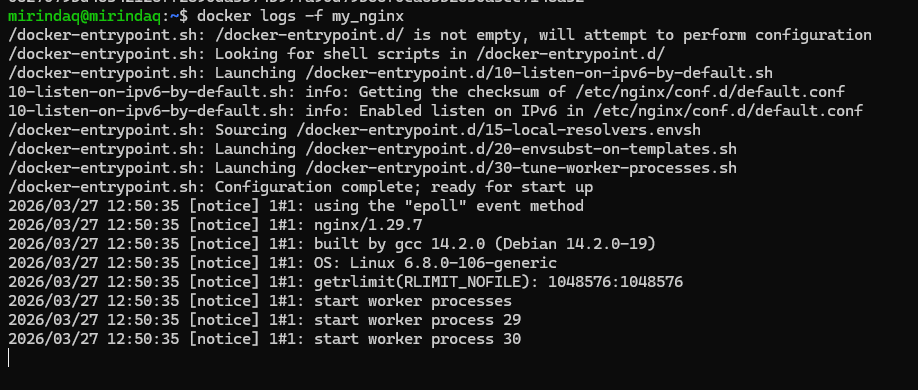 mirindaq@mirindaq:~$ docker logs -f my_nginx
/docker-entrypoint.sh: /docker-entrypoint.d/ is not empty, will attempt to perform configuration
/docker-entrypoint.sh: Looking for shell scripts in /docker-entrypoint.d/
/docker-entrypoint.sh: Launching /docker-entrypoint.d/10-listen-on-ipv6-by-default.sh
10-listen-on-ipv6-by-default.sh: info: Getting the checksum of /etc/nginx/conf.d/default.conf
10-listen-on-ipv6-by-default.sh: info: Enabled listen on IPv6 in /etc/nginx/conf.d/default.conf
/docker-entrypoint.sh: Sourcing /docker-entrypoint.d/15-local-resolvers.envsh
/docker-entrypoint.sh: Launching /docker-entrypoint.d/20-envsubst-on-templates.sh
/docker-entrypoint.sh: Launching /docker-entrypoint.d/30-tune-worker-processes.sh
/docker-entrypoint.sh: Configuration complete; ready for start up
2026/03/27 12:50:35 [notice] 1#1: using the "epoll" event method
2026/03/27 12:50:35 [notice] 1#1: nginx/1.29.7
2026/03/27 12:50:35 [notice] 1#1: built by gcc 14.2.0 (Debian 14.2.0-19)
2026/03/27 12:50:35 [notice] 1#1: OS: Linux 6.8.0-106-generic
2026/03/27 12:50:35 [notice] 1#1: getrlimit(RLIMIT_NOFILE): 1048576:1048576
2026/03/27 12:50:35 [notice] 1#1: start worker processes
2026/03/27 12:50:35 [notice] 1#1: start worker process 29
2026/03/27 12:50:35 [notice] 1#1: start worker process 30